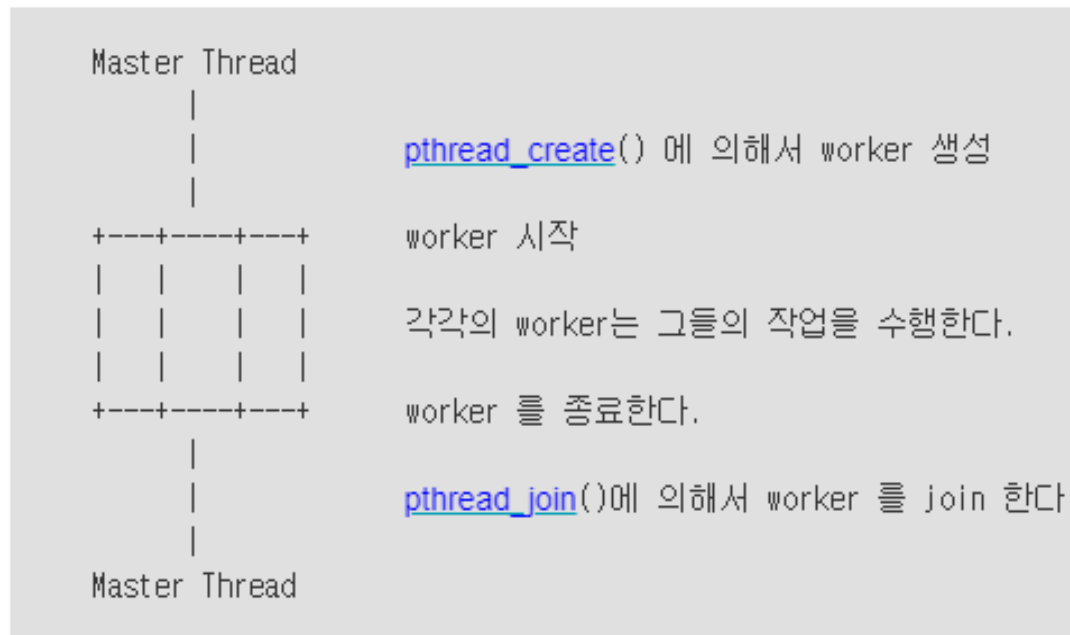 Master Thread
pthread_create() 에 의해서 worker 생성
worker 시작
각각의 worker는 그들의 작업을 수행한다.
worker 를 종료한다.
pthread_join()에 의해서 worker 를 join 한다
Master Thread